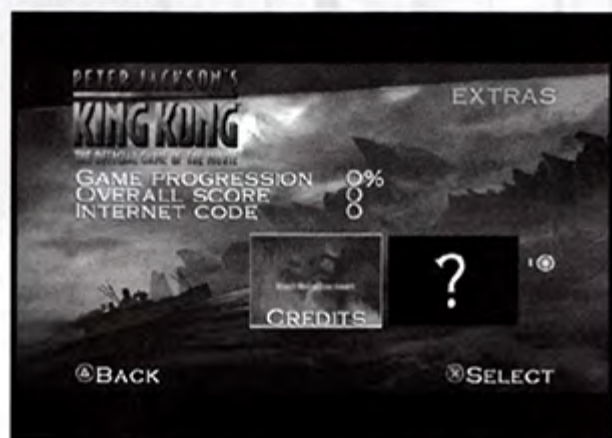 PETER JACKSON'S
KING KONG
THE OFFICIAL GAME OF THE MOVIE
EXTRAS
GAME PROGRESSION 0%
OVERALL SCORE 0
INTERNET CODE 0
?
CREDITS
BACK
SELECT